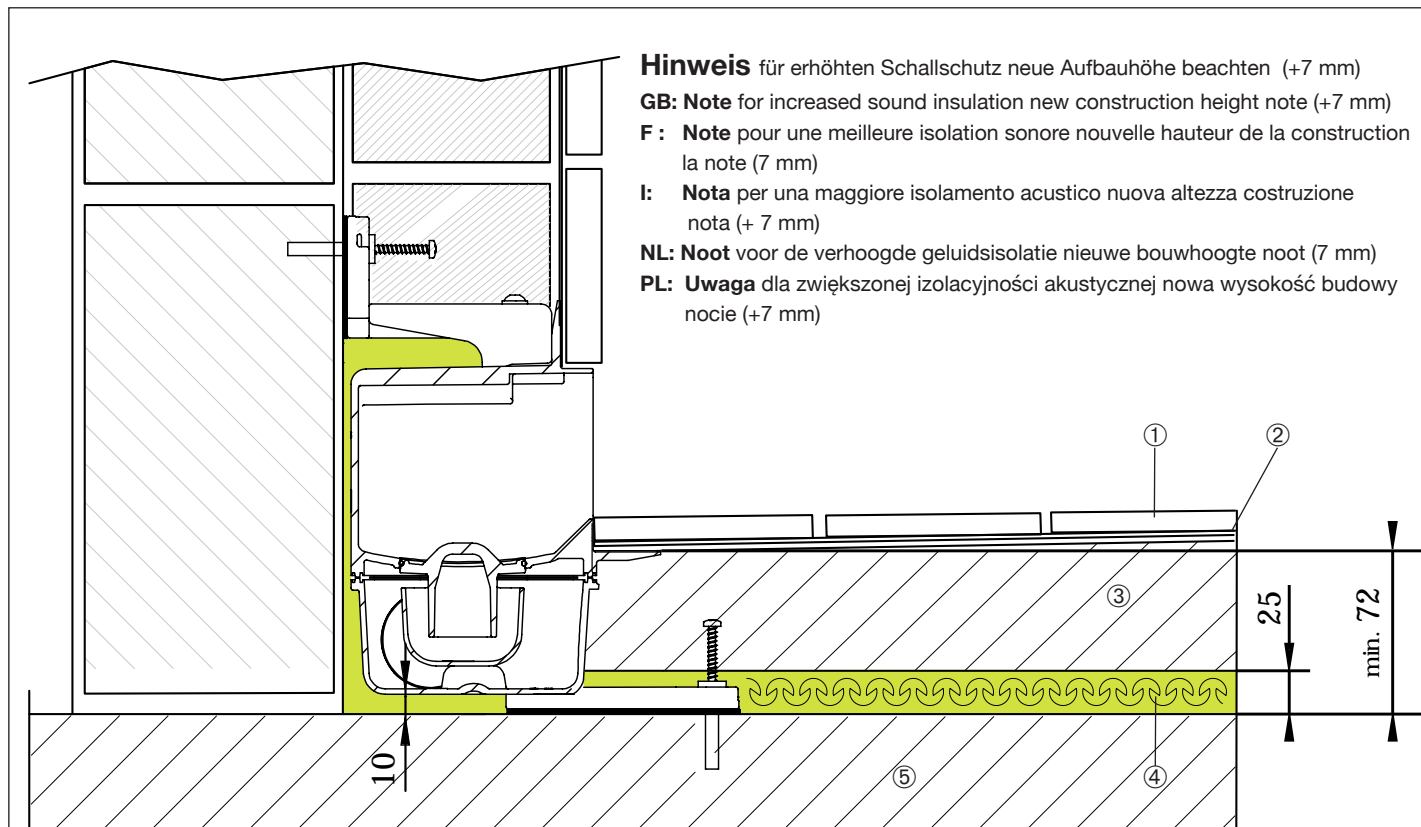 Hinweis für erhöhten Schallschutz neue Aufbauhöhe beachten (+7 mm)
GB: Note for increased sound insulation new construction height note (+7 mm)
F : Note pour une meilleure isolation sonore nouvelle hauteur de la construction
la note (7 mm)
I: Nota per una maggiore isolamento acustico nuova altezza costruzione
nota (+ 7 mm)
NL: Noot voor de verhoogde geluidsisolatie nieuwe bouwhoogte noot (7 mm)
PL: Uwaga dla zwiększonej izolacyjności akustycznej nowa wysokość budowy
nocie (+7 mm)
① ②
③
25
min. 72
④
10
⑤